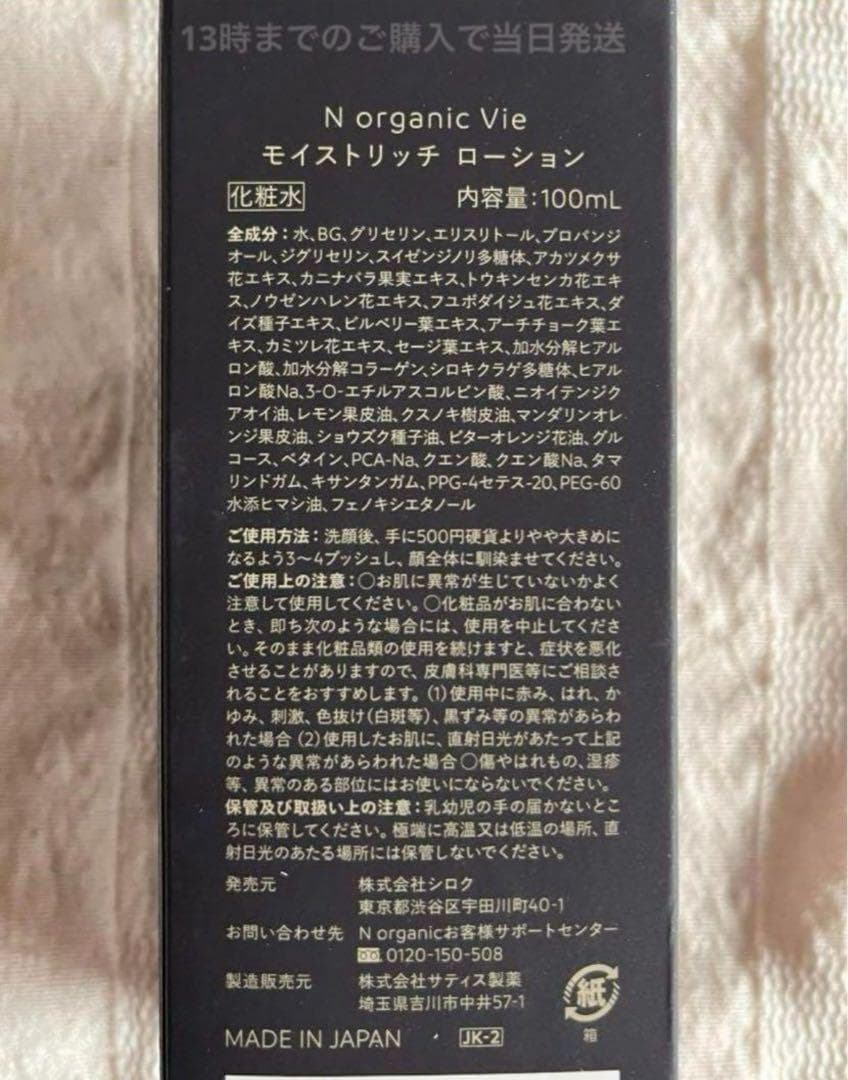 13時までのご購入で当日発送
N organic Vie
モイストリッチ ローション
化粧水 内容量:100mL
全成分:水、BG、グリセリン、エリスリトール、プロパンジ
オール、ジグリセリン、スイゼンジノリ多糖体、アカツメクサ
花エキス、カニナバラ果実エキス、トウキンセンカ花エキ
ス、ノウゼンハレン花エキス、フユボダイジュ花エキス、ダ
イズ種子エキス、ビルベリー葉エキス、アーチチョーク葉エ
キス、カミツレ花エキス、セージ葉エキス、加水分解ヒアル
ロン酸、加水分解コラーゲン、シロキクラゲ多糖体、ヒアル
ロン酸Na、3-O-エチルアスコルビン酸、ニオイテンジク
アオイ油、レモン果皮油、クスノキ樹皮油、マンダリンオレ
ンジ果皮油、ショウズク種子油、ビターオレンジ花油、グル
コース、ベタイン、PCA-Na、クエン酸、クエン酸Na、タマ
リンドガム、キサンタンガム、PPG-4セテス-20、PEG-60
水添ヒマシ油、フェノキシエタノール
ご使用方法:洗顔後、手に500円硬貨よりやや大きめに
なるよう3〜4プッシュし、顔全体に馴染ませてください。
ご使用上の注意:○お肌に異常が生じていないかよく
注意して使用してください。○化粧品がお肌に合わない
とき、即ち次のような場合には、使用を中止してくださ
い。そのまま化粧品類の使用を続けますと、症状を悪化
させることがありますので、皮膚科専門医等にご相談さ
れることをおすすめします。(1)使用中に赤み、はれ、か
ゆみ、刺激、色抜け(白斑等)、黒ずみ等の異常があらわ
れた場合 (2)使用したお肌に、直射日光があたって上記
のような異常があらわれた場合 ○傷やはれもの、湿疹
等、異常のある部位にはお使いにならないでください。
保管及び取扱い上の注意:乳幼児の手の届かないとこ
ろに保管してください。極端に高温又は低温の場所、直
射日光のあたる場所には保管しないでください。
発売元 株式会社シロク
東京都渋谷区宇田川町40-1
お問い合わせ先 N organicお客様サポートセンター
0120-150-508
製造販売元 株式会社サティス製薬
埼玉県吉川市中井57-1
紙
箱
MADE IN JAPAN JK-2